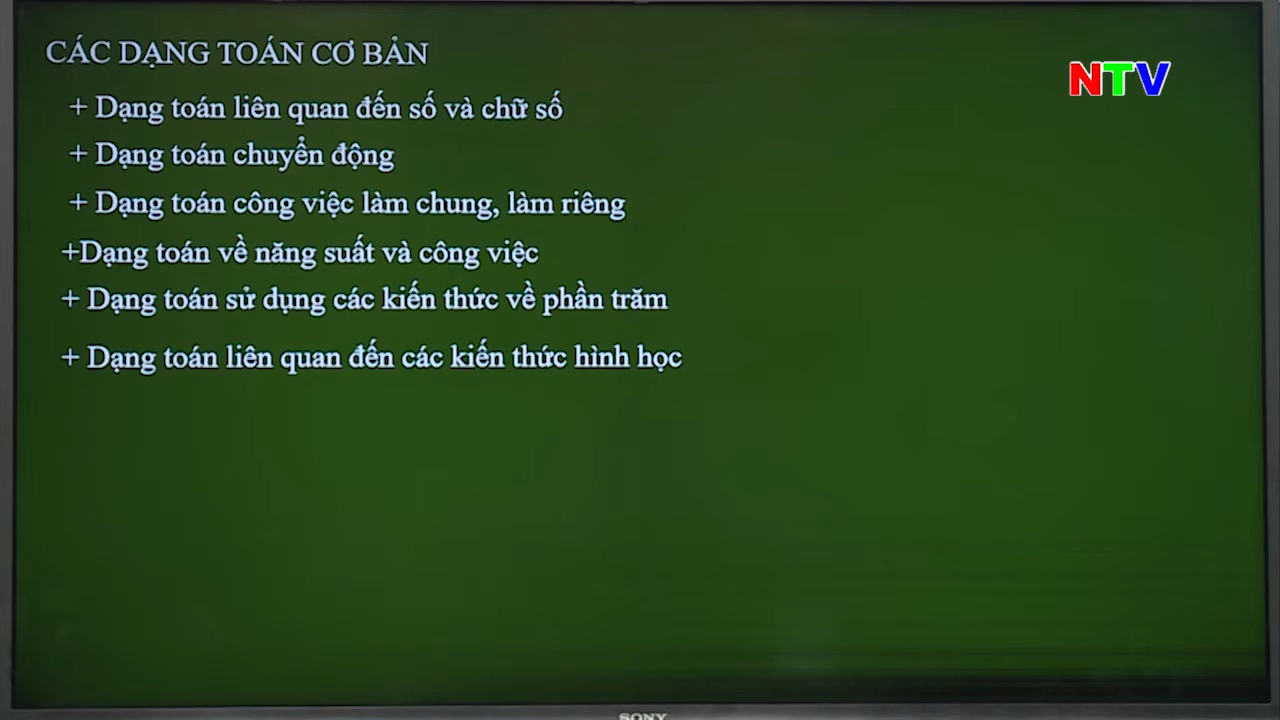 CÁC DẠNG TOÁN CƠ BẢN
NTV
+ Dạng toán liên quan đến số và chữ số
+ Dạng toán chuyển động
+ Dạng toán công việc làm chung, làm riêng
+Dạng toán về năng suất và công việc
+ Dạng toán sử dụng các kiến thức về phần trăm
+ Dạng toán liên quan đến các kiến thức hình học
SONY